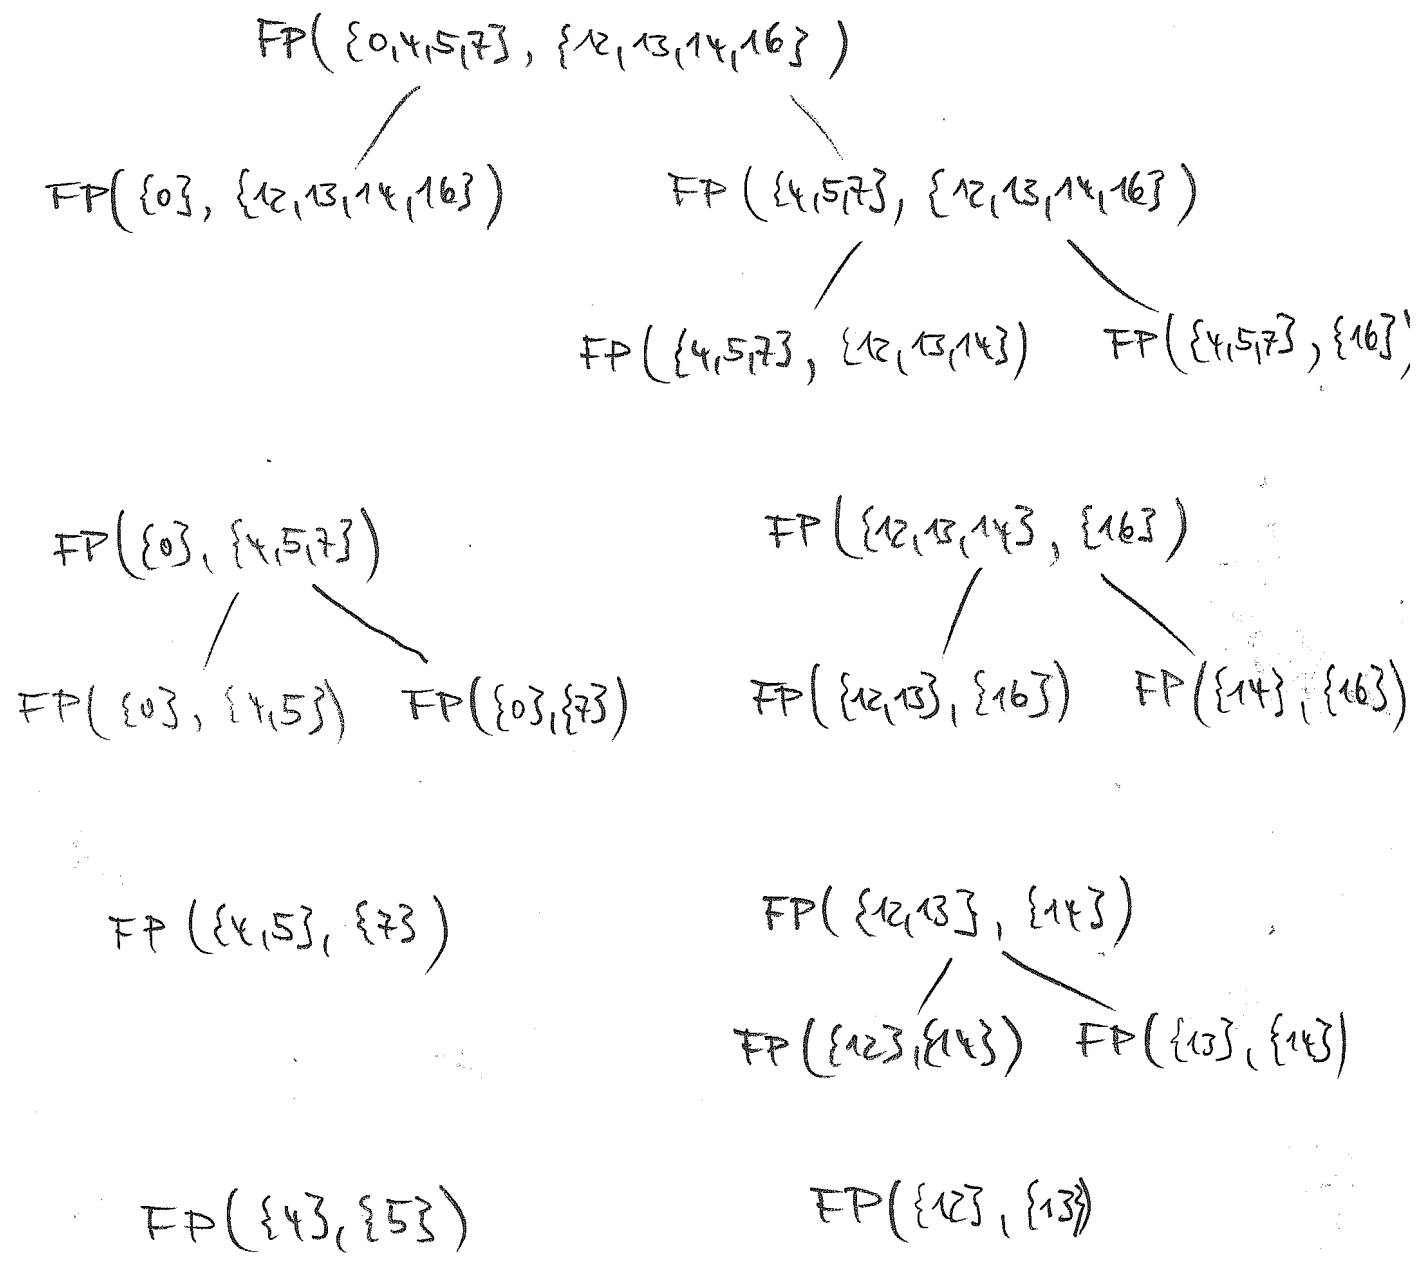 FP({0,4,5,7}, {12,13,14,16})
FP({0}, {12,13,14,16}) FP({4,5,7}, {12,13,14,16})
FP({4,5,7}, {12,13,14}) FP({4,5,7}, {16})
FP({0}, {4,5,7}) FP({12,13,14}, {16})
FP({0}, {4,5}) FP({0},{7}) FP({12,13}, {16}) FP({14}, {16})
FP({4,5}, {7}) FP({12,13}, {14})
FP({12},{14}) FP({13}, {14})
FP({4}, {5}) FP({12}, {13})